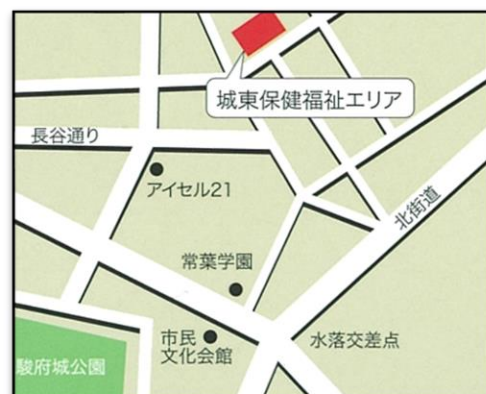 城東保健福祉エリア
長谷通り
アイセル21
北街道
常葉学園
市民
文化会館
水落交差点
駿府城公園